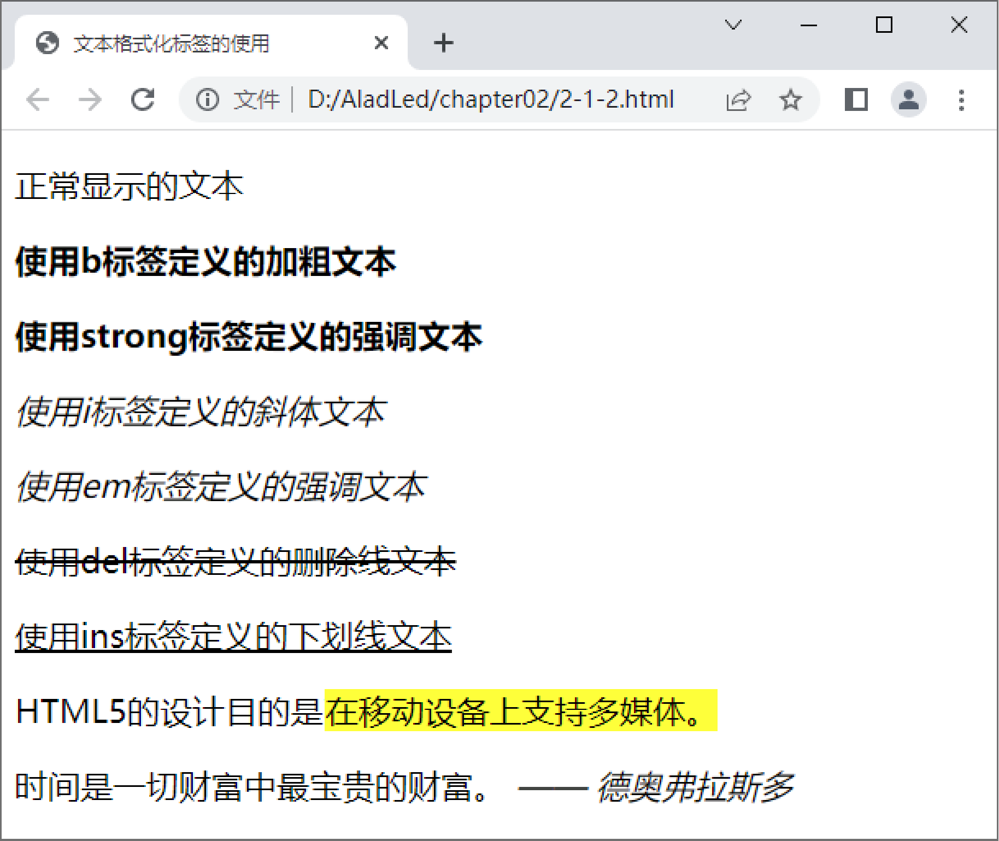 文本格式化标签的使用
文件 D:/AladLed/chapter02/2-1-2.html
正常显示的文本
使用b标签定义的加粗文本
使用strong标签定义的强调文本
使用i标签定义的斜体文本
使用em标签定义的强调文本
使用del标签定义的删除线文本
使用ins标签定义的下划线文本
HTML5的设计目的是在移动设备上支持多媒体。
时间是一切财富中最宝贵的财富。 —— 德奥弗拉斯多